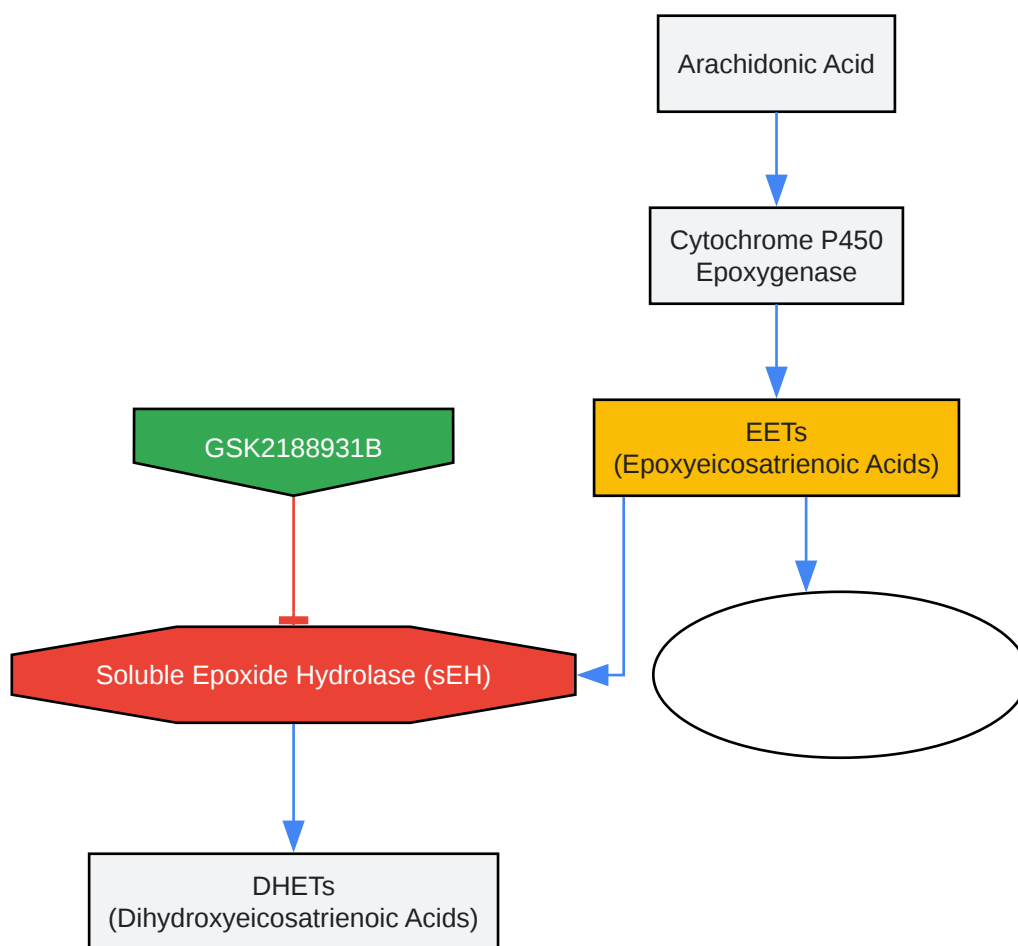 Arachidonic Acid
Cytochrome P450
Epoxygenase
EETs
(Epoxyeicosatrienoic Acids)
GSK2188931B
Soluble Epoxide Hydrolase (sEH)
DHETs
(Dihydroxyeicosatrienoic Acids)